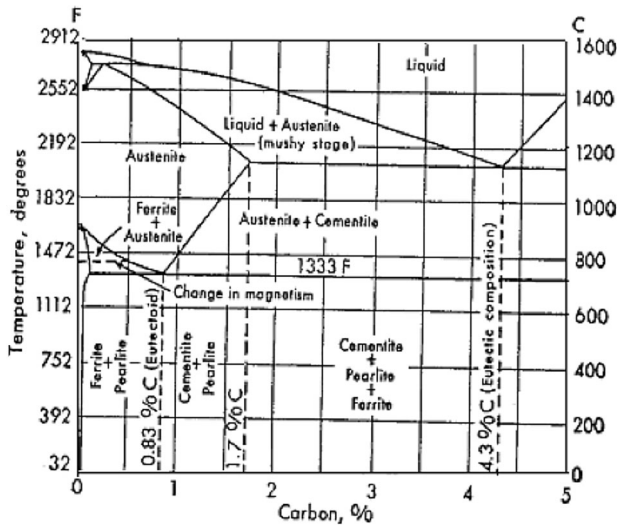 F
C
2912
2552
2192
1832
1472
1112
752
392
32
1600
1400
1200
1000
800
600
400
200
0
Temperature, degrees
Liquid
Liquid + Austenite
(mushy stage)
Austenite
Ferrite
+
Austenite
Austenite + Cementite
1333 F
Change in magnetism
Ferrite
+
Pearlite
0.83 %C (Eutectoid)
Cementite
+
Pearlite
1.7 %C
Cementite
+
Pearlite
+
Ferrite
4.3 %C (Eutectic composition)
0
1
2
3
4
5
Carbon, %